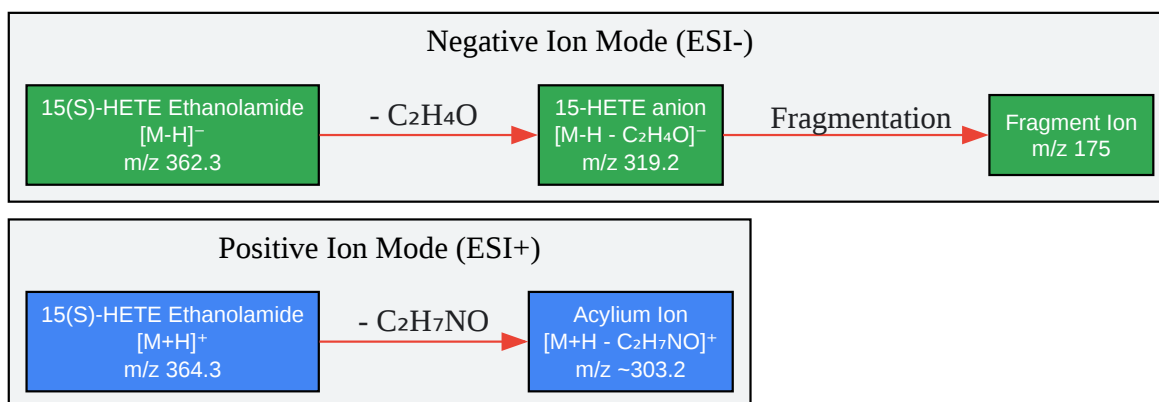 Negative Ion Mode (ESI-)
15(S)-HETE Ethanolamide
[M-H]⁻
m/z 362.3
- C₂H₄O
15-HETE anion
[M-H - C₂H₄O]⁻
m/z 319.2
Fragmentation
Fragment Ion
m/z 175
Positive Ion Mode (ESI+)
15(S)-HETE Ethanolamide
[M+H]⁺
m/z 364.3
- C₂H₇NO
Acylium Ion
[M+H - C₂H₇NO]⁺
m/z ~303.2